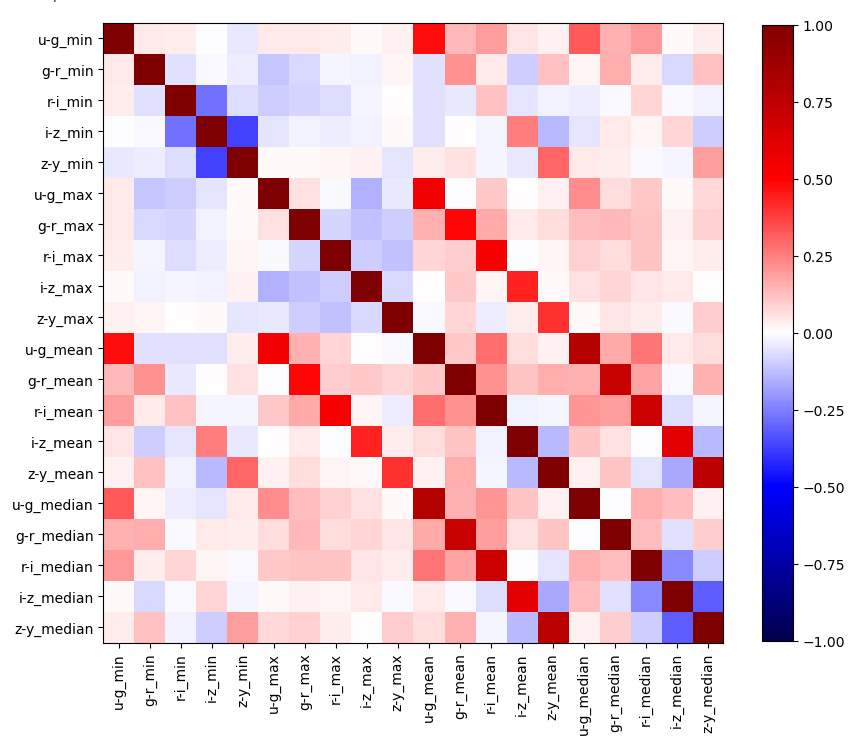 u-g_min
g-r_min
r-i_min
i-z_min
z-y_min
u-g_max
g-r_max
r-i_max
i-z_max
z-y_max
u-g_mean
g-r_mean
r-i_mean
i-z_mean
z-y_mean
u-g_median
g-r_median
r-i_median
i-z_median
z-y_median
u-g_min
g-r_min
r-i_min
i-z_min
z-y_min
u-g_max
g-r_max
r-i_max
i-z_max
z-y_max
u-g_mean
g-r_mean
r-i_mean
i-z_mean
z-y_mean
u-g_median
g-r_median
r-i_median
i-z_median
z-y_median
1.00
0.75
0.50
0.25
0.00
−0.25
−0.50
−0.75
−1.00